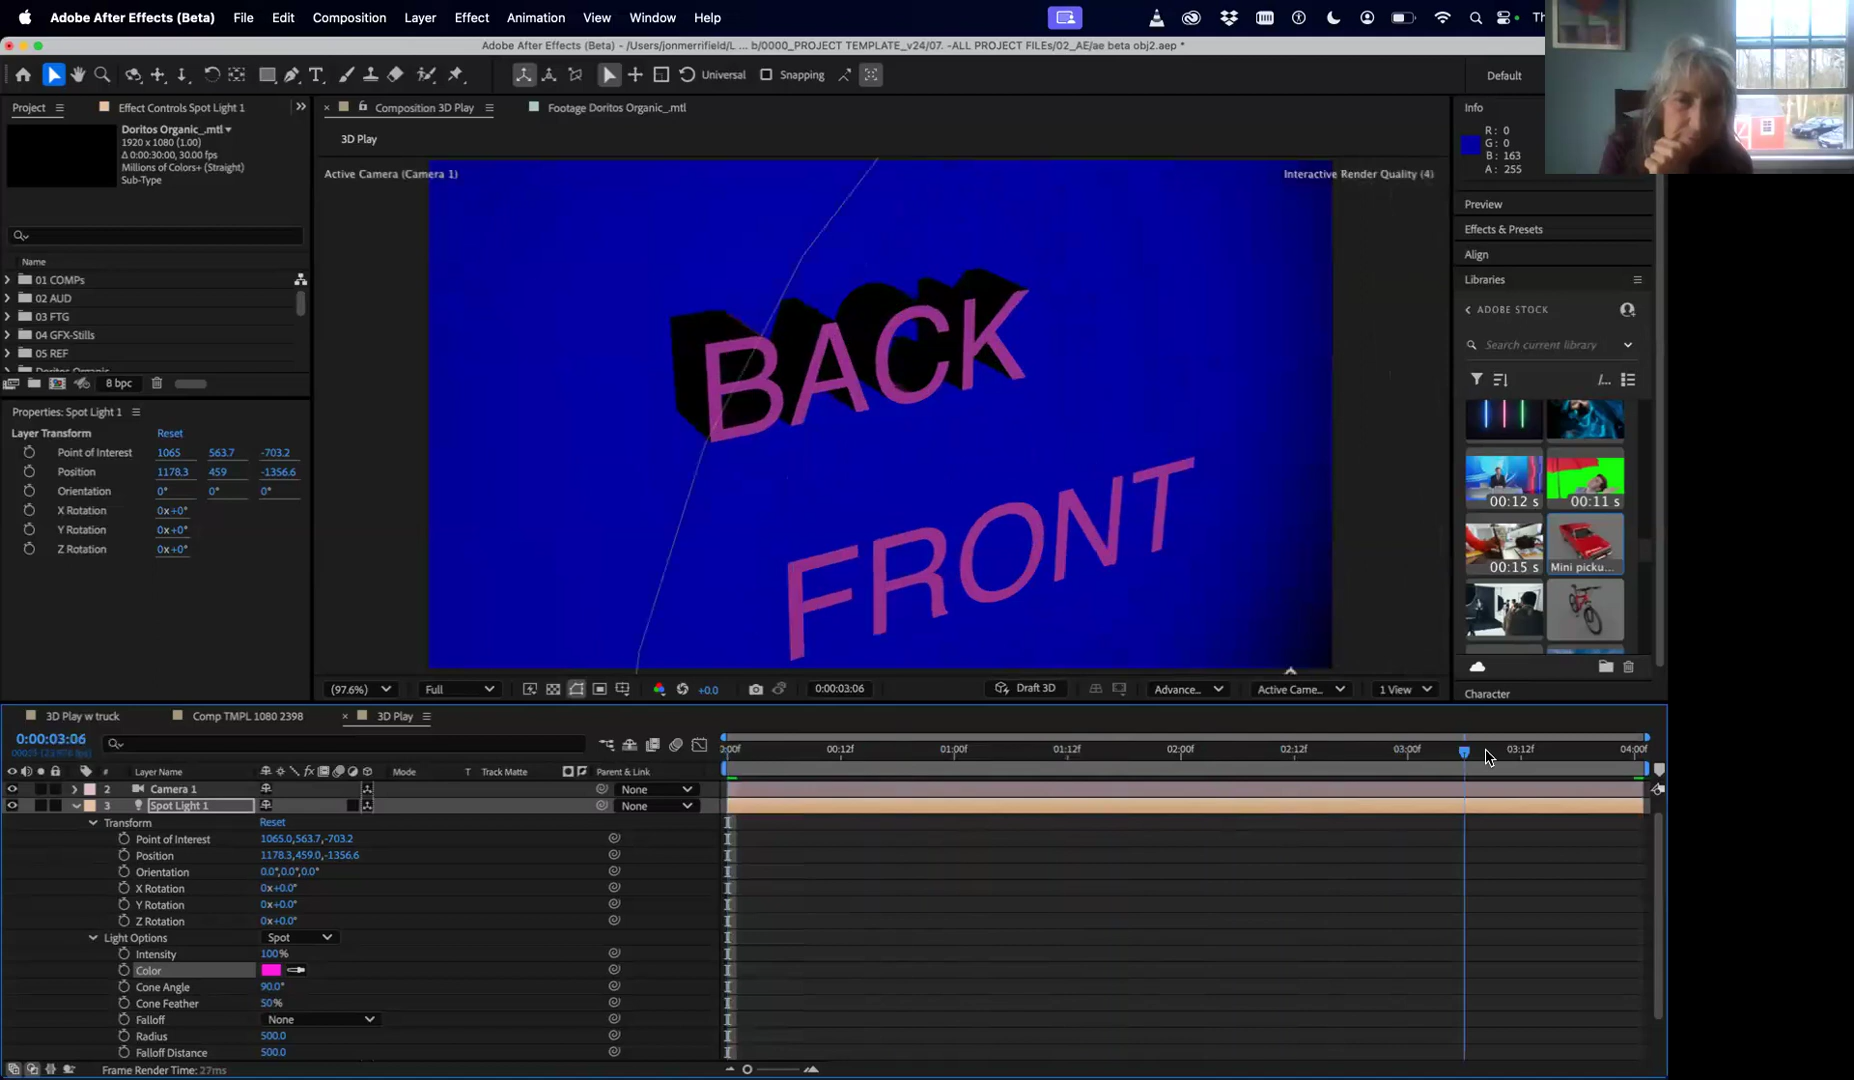 Adobe After Effects (Beta) File Edit Composition Layer Effect Animation View Window Help
Adobe After Effects (Beta) - /Users/jonmerrifield/L ... b/0000_PROJECT TEMPLATE_v24/07. -ALL PROJECT FILEs/02_AE/ae beta obj2.aep *
Universal Snapping Default
Project Effect Controls Spot Light 1 Composition 3D Play Footage Doritos Organic_.mtl Info
Doritos Organic_.mtl
1920 x 1080 (1.00)
Δ 0:00:30:00, 30.00 fps
Millions of Colors+ (Straight)
Sub-Type
3D Play
R: 0
G: 0
B: 163
A: 255
Active Camera (Camera 1) Interactive Render Quality (4)
Preview
Effects & Presets
Align
Libraries
ADOBE STOCK
Search current library
Name
01 COMPs
02 AUD
03 FTG
04 GFX-Stills
05 REF
8 bpc
BACK
FRONT
Properties: Spot Light 1
Layer Transform Reset
Point of Interest 1065 563.7 -703.2
Position 1178.3 459 -1356.6
Orientation 0° 0° 0°
X Rotation 0x+0°
Y Rotation 0x+0°
Z Rotation 0x+0°
00:12 s 00:11 s
00:15 s Mini picku...
Character
(97.6%) Full +0.0 0:00:03:06 Draft 3D Advance... Active Came... 1 View
3D Play w truck Comp TMPL 1080 2398 3D Play
0:00:03:06
:00f 00:12f 01:00f 01:12f 02:00f 02:12f 03:00f 03:12f 04:00f
# Layer Name Mode T Track Matte Parent & Link
2 Camera 1 None
3 Spot Light 1 None
Transform Reset
Point of Interest 1065.0,563.7,-703.2
Position 1178.3,459.0,-1356.6
Orientation 0.0°,0.0°,0.0°
X Rotation 0x+0.0°
Y Rotation 0x+0.0°
Z Rotation 0x+0.0°
Light Options Spot
Intensity 100%
Color
Cone Angle 90.0°
Cone Feather 50%
Falloff None
Radius 500.0
Falloff Distance 500.0
Frame Render Time: 27ms